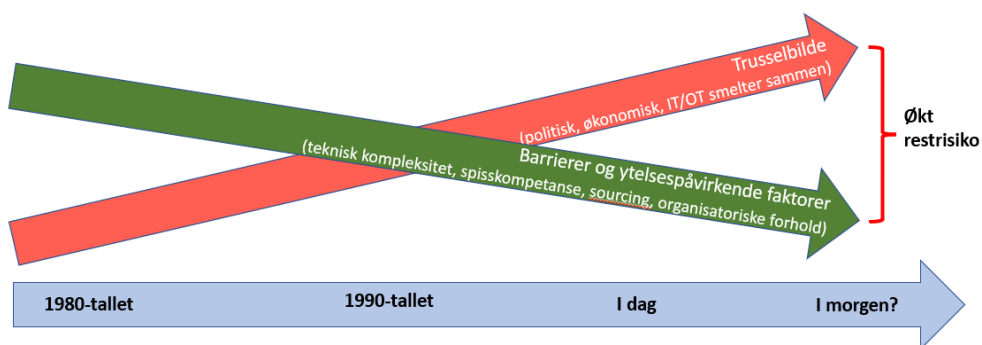 Trusselbilde
(politisk, økonomisk, IT/OT smelter sammen)
Barrierer og ytelsespåvirkende faktorer
(teknisk kompleksitet, spisskompetanse, sourcing, organisatoriske forhold)
Økt
restrisiko
1980-tallet
1990-tallet
I dag
I morgen?